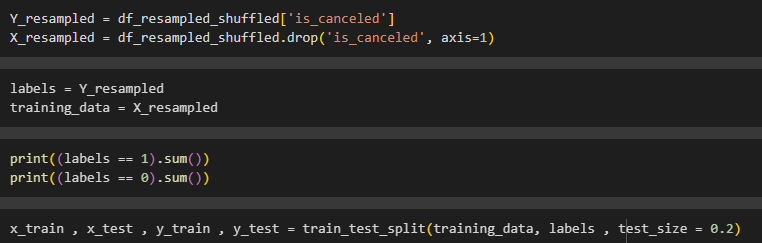 Y_resampled = df_resampled_shuffled['is_canceled']
X_resampled = df_resampled_shuffled.drop('is_canceled', axis=1)
labels = Y_resampled
training_data = X_resampled
print((labels == 1).sum())
print((labels == 0).sum())
x_train , x_test , y_train , y_test = train_test_split(training_data, labels , test_size = 0.2)